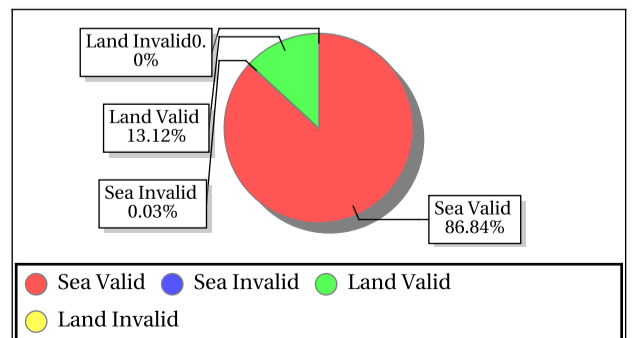 Land Invalid0.
0%
Land Valid
13.12%
Sea Invalid
0.03%
Sea Valid
86.84%
Sea Valid Sea Invalid Land Valid
Land Invalid